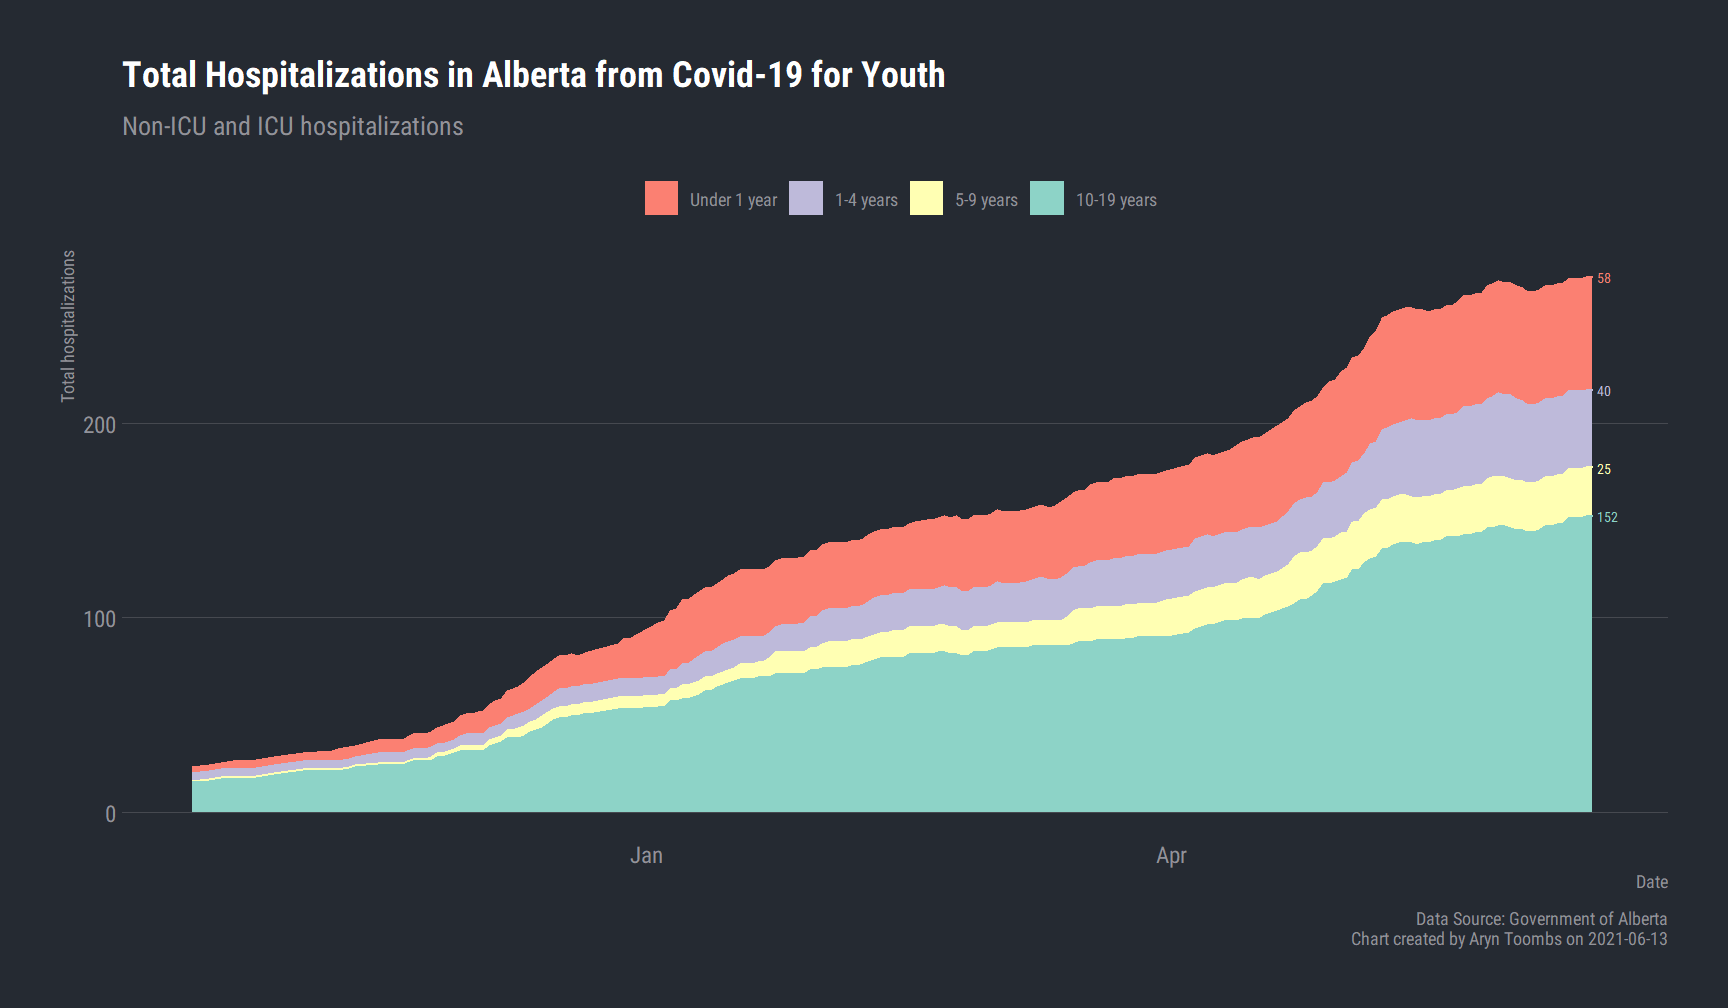 Total Hospitalizations in Alberta from Covid-19 for Youth
Non-ICU and ICU hospitalizations
Under 1 year 1-4 years 5-9 years 10-19 years
Total hospitalizations
58
40
200
25
152
100
0
Jan Apr
Date
Data Source: Government of Alberta
Chart created by Aryn Toombs on 2021-06-13